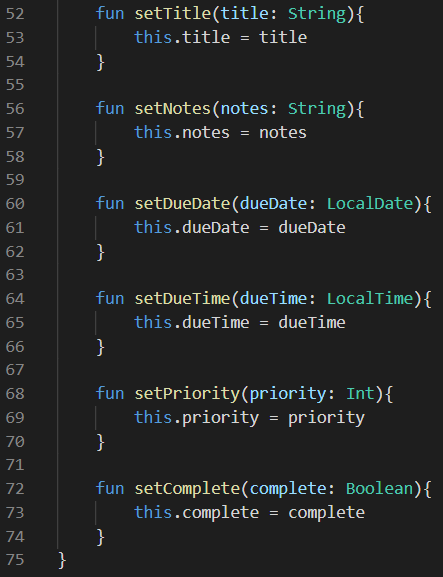 52 fun setTitle(title: String){
53 this.title = title
54 }
55
56 fun setNotes(notes: String){
57 this.notes = notes
58 }
59
60 fun setDueDate(dueDate: LocalDate){
61 this.dueDate = dueDate
62 }
63
64 fun setDueTime(dueTime: LocalTime){
65 this.dueTime = dueTime
66 }
67
68 fun setPriority(priority: Int){
69 this.priority = priority
70 }
71
72 fun setComplete(complete: Boolean){
73 this.complete = complete
74 }
75 }